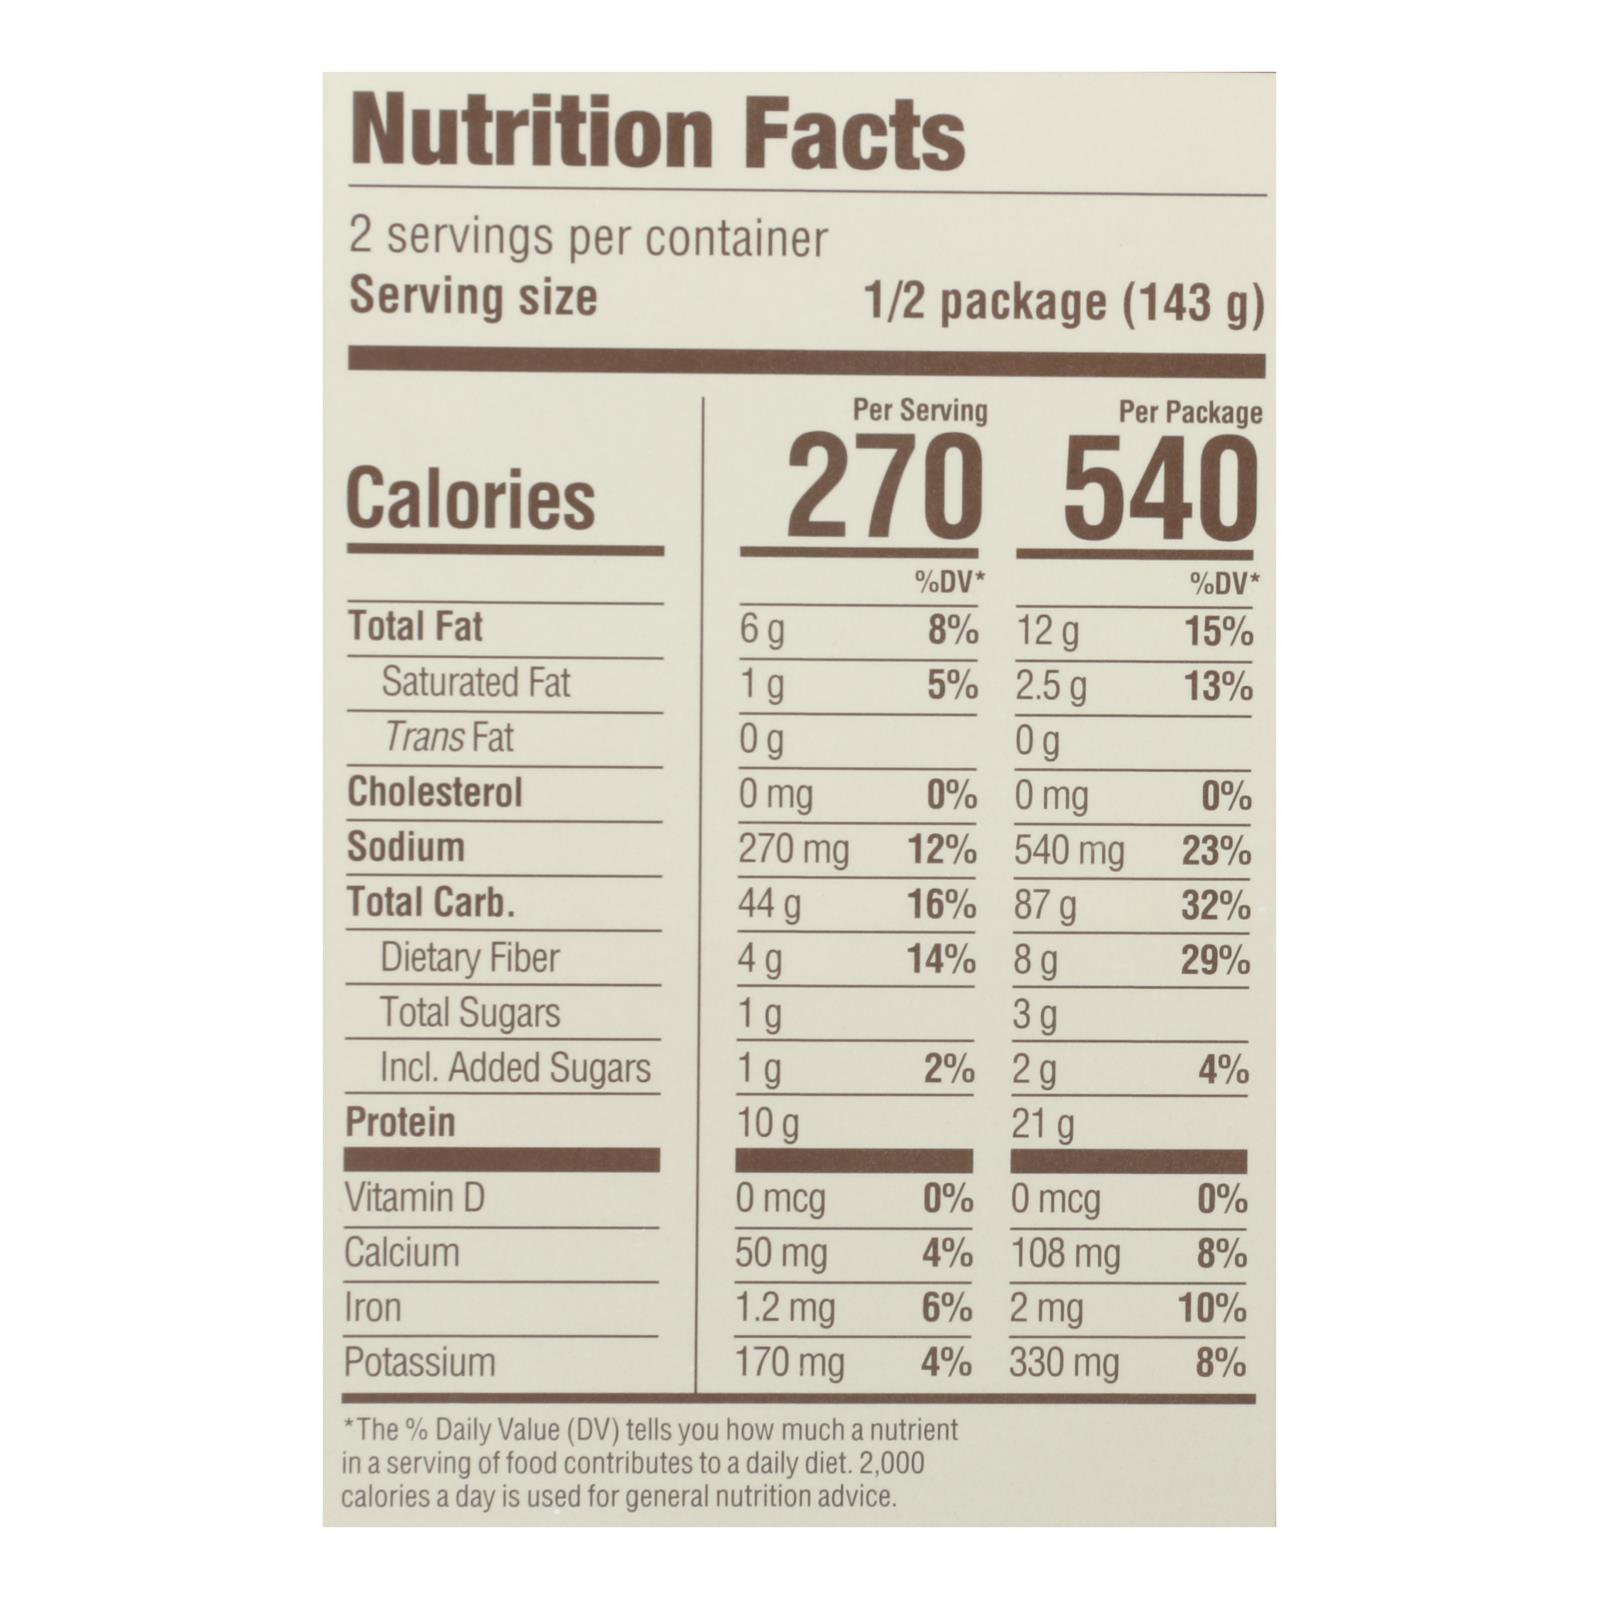 Nutrition Facts
2 servings per container
Serving size 1/2 package (143 g)
Per Serving Per Package
Calories 270 540
%DV* %DV*
Total Fat 6 g 8% 12 g 15%
Saturated Fat 1 g 5% 2.5 g 13%
Trans Fat 0 g 0 g
Cholesterol 0 mg 0% 0 mg 0%
Sodium 270 mg 12% 540 mg 23%
Total Carb. 44 g 16% 87 g 32%
Dietary Fiber 4 g 14% 8 g 29%
Total Sugars 1 g 3 g
Incl. Added Sugars 1 g 2% 2 g 4%
Protein 10 g 21 g
Vitamin D 0 mcg 0% 0 mcg 0%
Calcium 50 mg 4% 108 mg 8%
Iron 1.2 mg 6% 2 mg 10%
Potassium 170 mg 4% 330 mg 8%
*The % Daily Value (DV) tells you how much a nutrient
in a serving of food contributes to a daily diet. 2,000
calories a day is used for general nutrition advice.